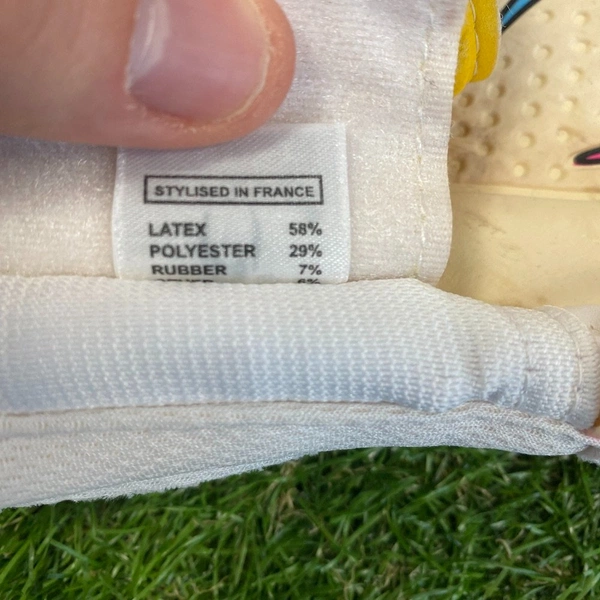 STYLISED IN FRANCE
LATEX 58%
POLYESTER 29%
RUBBER 7%